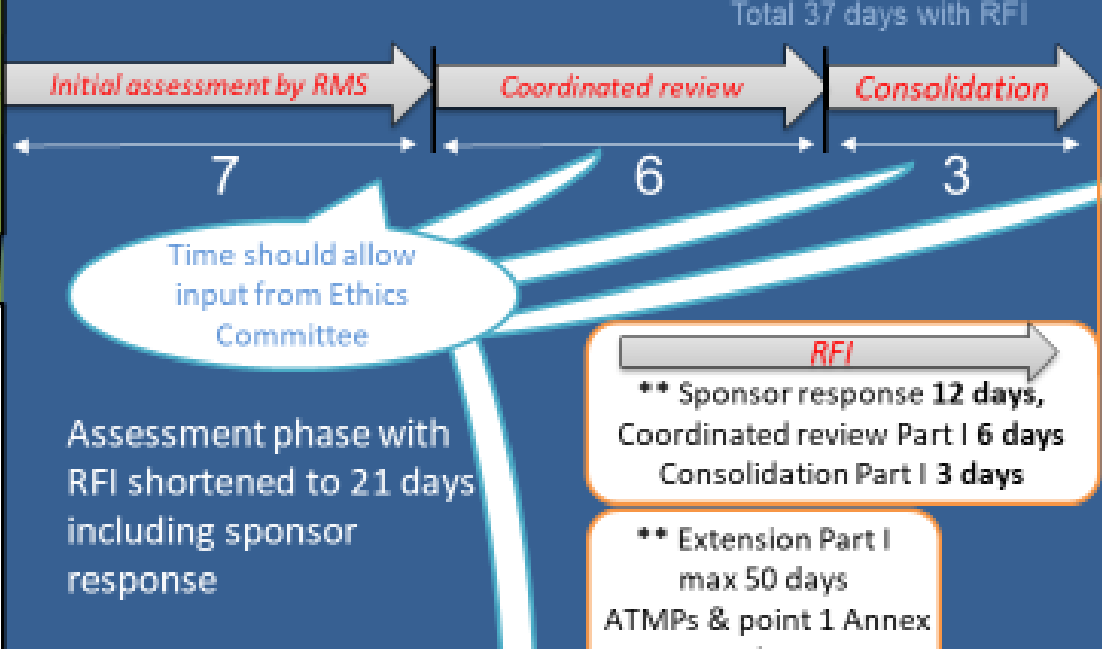 Total 37 days with RFI
Initial assessment by RMS
Coordinated review
Consolidation
7
6
3
Time should allow
input from Ethics
Committee
RFI
** Sponsor response 12 days,
Coordinated review Part I 6 days
Consolidation Part I 3 days
Assessment phase with
RFI shortened to 21 days
including sponsor
response
** Extension Part I
max 50 days
ATMPs & point 1 Annex